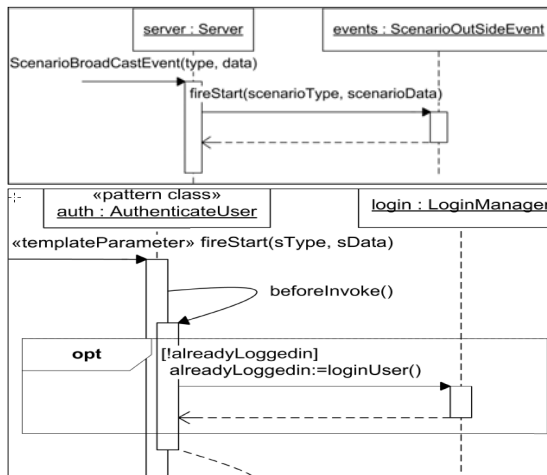 server : Server
events : ScenarioOutSideEvent
ScenarioBroadCastEvent(type, data)
fireStart(scenarioType, scenarioData)
«pattern class»
auth : AuthenticateUser
login : LoginManager
«templateParameter» fireStart(sType, sData)
beforeInvoke()
opt
[!alreadyLoggedin]
alreadyLoggedin:=loginUser()